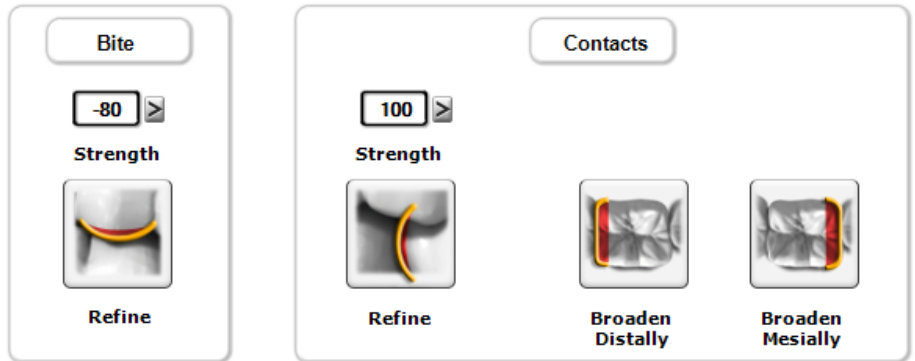 Bite
-80 >
Strength
Refine
Contacts
100 >
Strength
Refine
Broaden
Distally
Broaden
Mesially